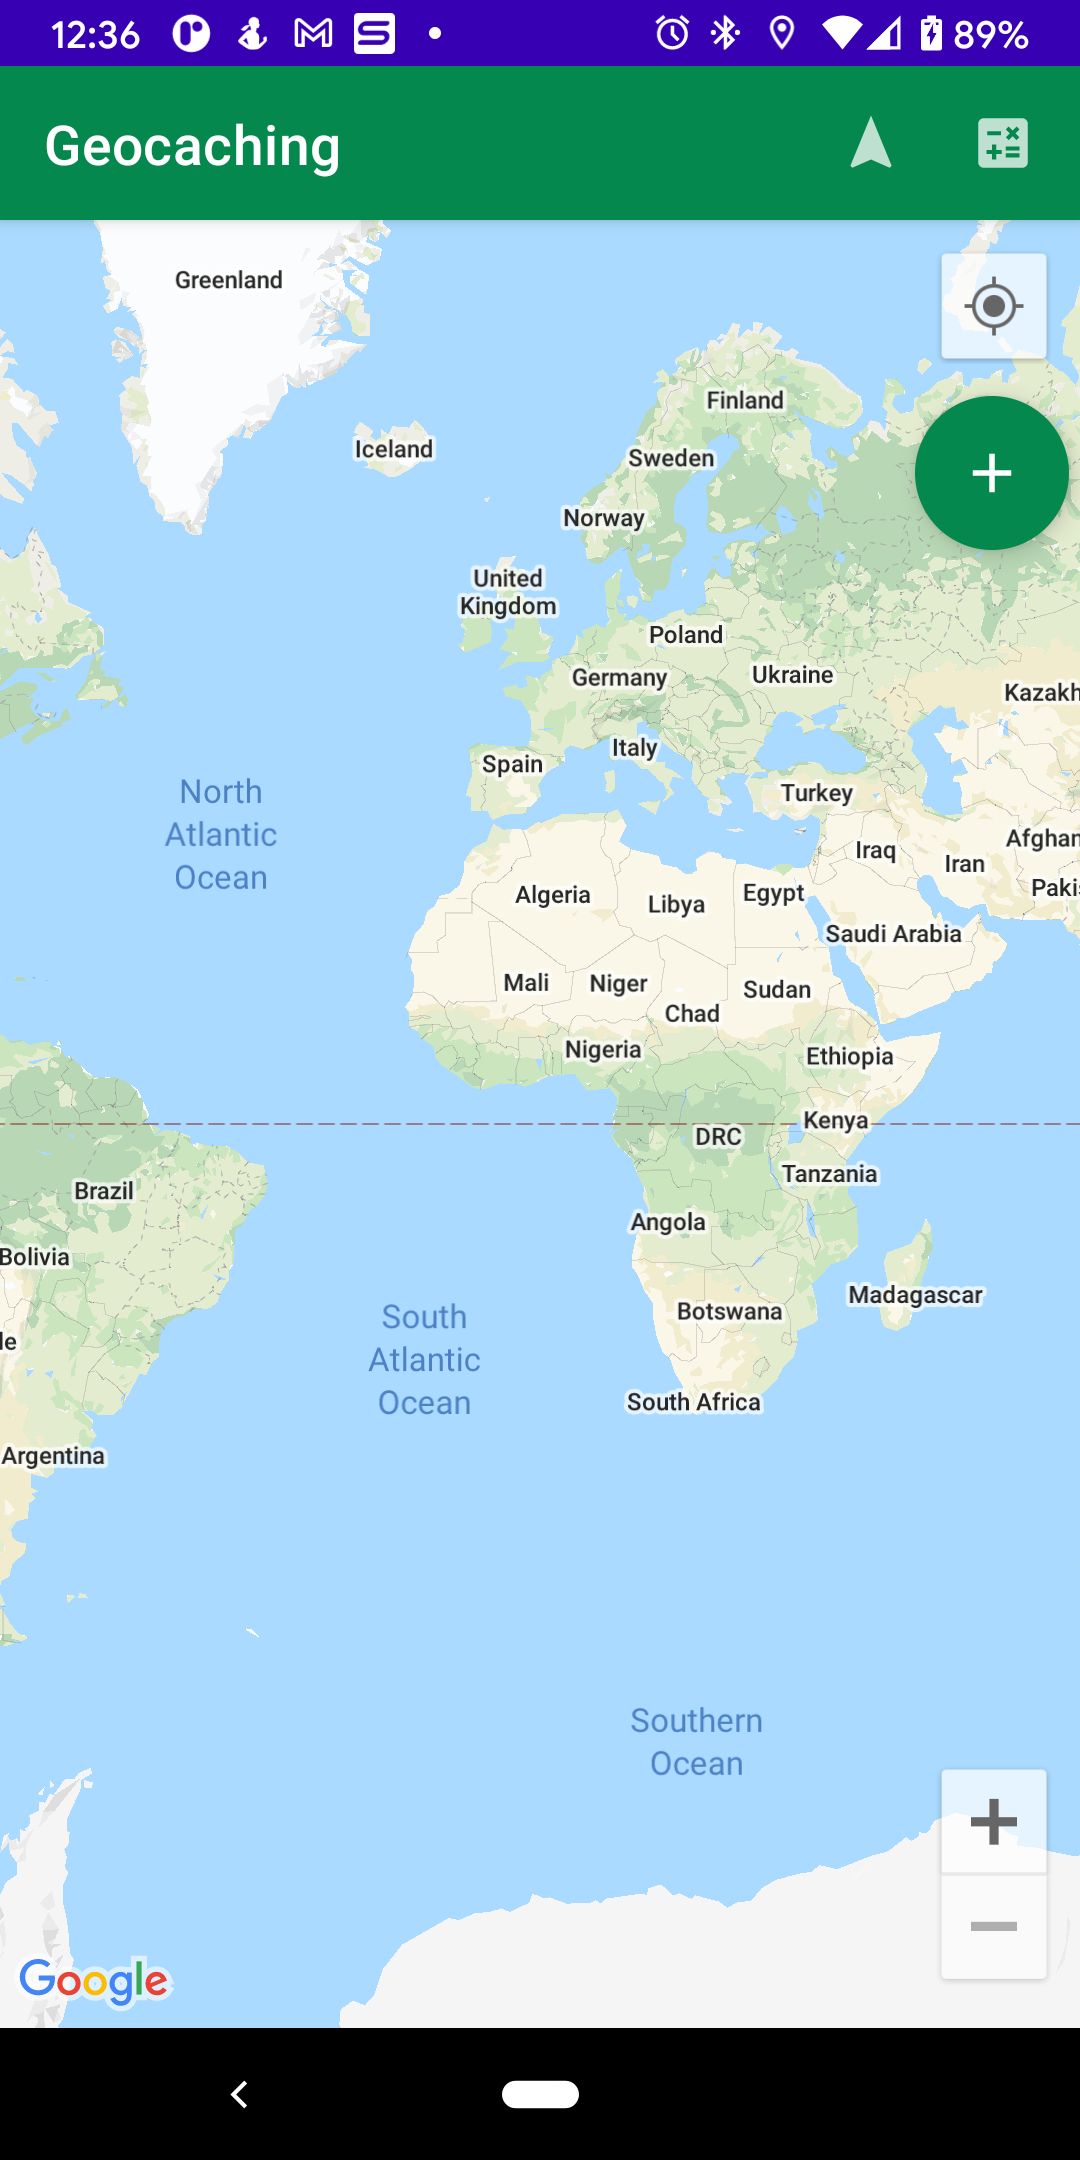 12:36
89%
Geocaching
Greenland
Finland
Iceland
Sweden
Norway
United
Kingdom
Poland
Germany
Ukraine
Kazakh
Italy
Spain
Turkey
North
Atlantic
Ocean
Iraq
Iran
Afghan
Paki
Algeria
Libya
Egypt
Saudi Arabia
Mali
Niger
Sudan
Chad
Nigeria
Ethiopia
Kenya
DRC
Tanzania
Brazil
Angola
Bolivia
Madagascar
Botswana
South
Atlantic
Ocean
le
South Africa
Argentina
Southern
Ocean
Google